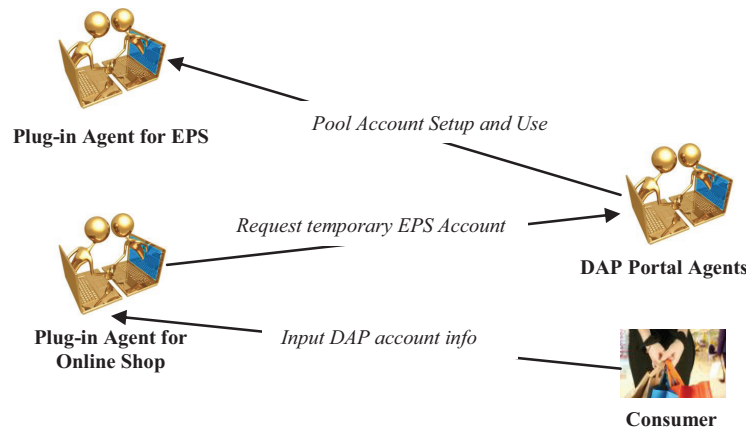 Plug-in Agent for EPS
Pool Account Setup and Use
Request temporary EPS Account
DAP Portal Agents
Plug-in Agent for
Online Shop
Input DAP account info
Consumer